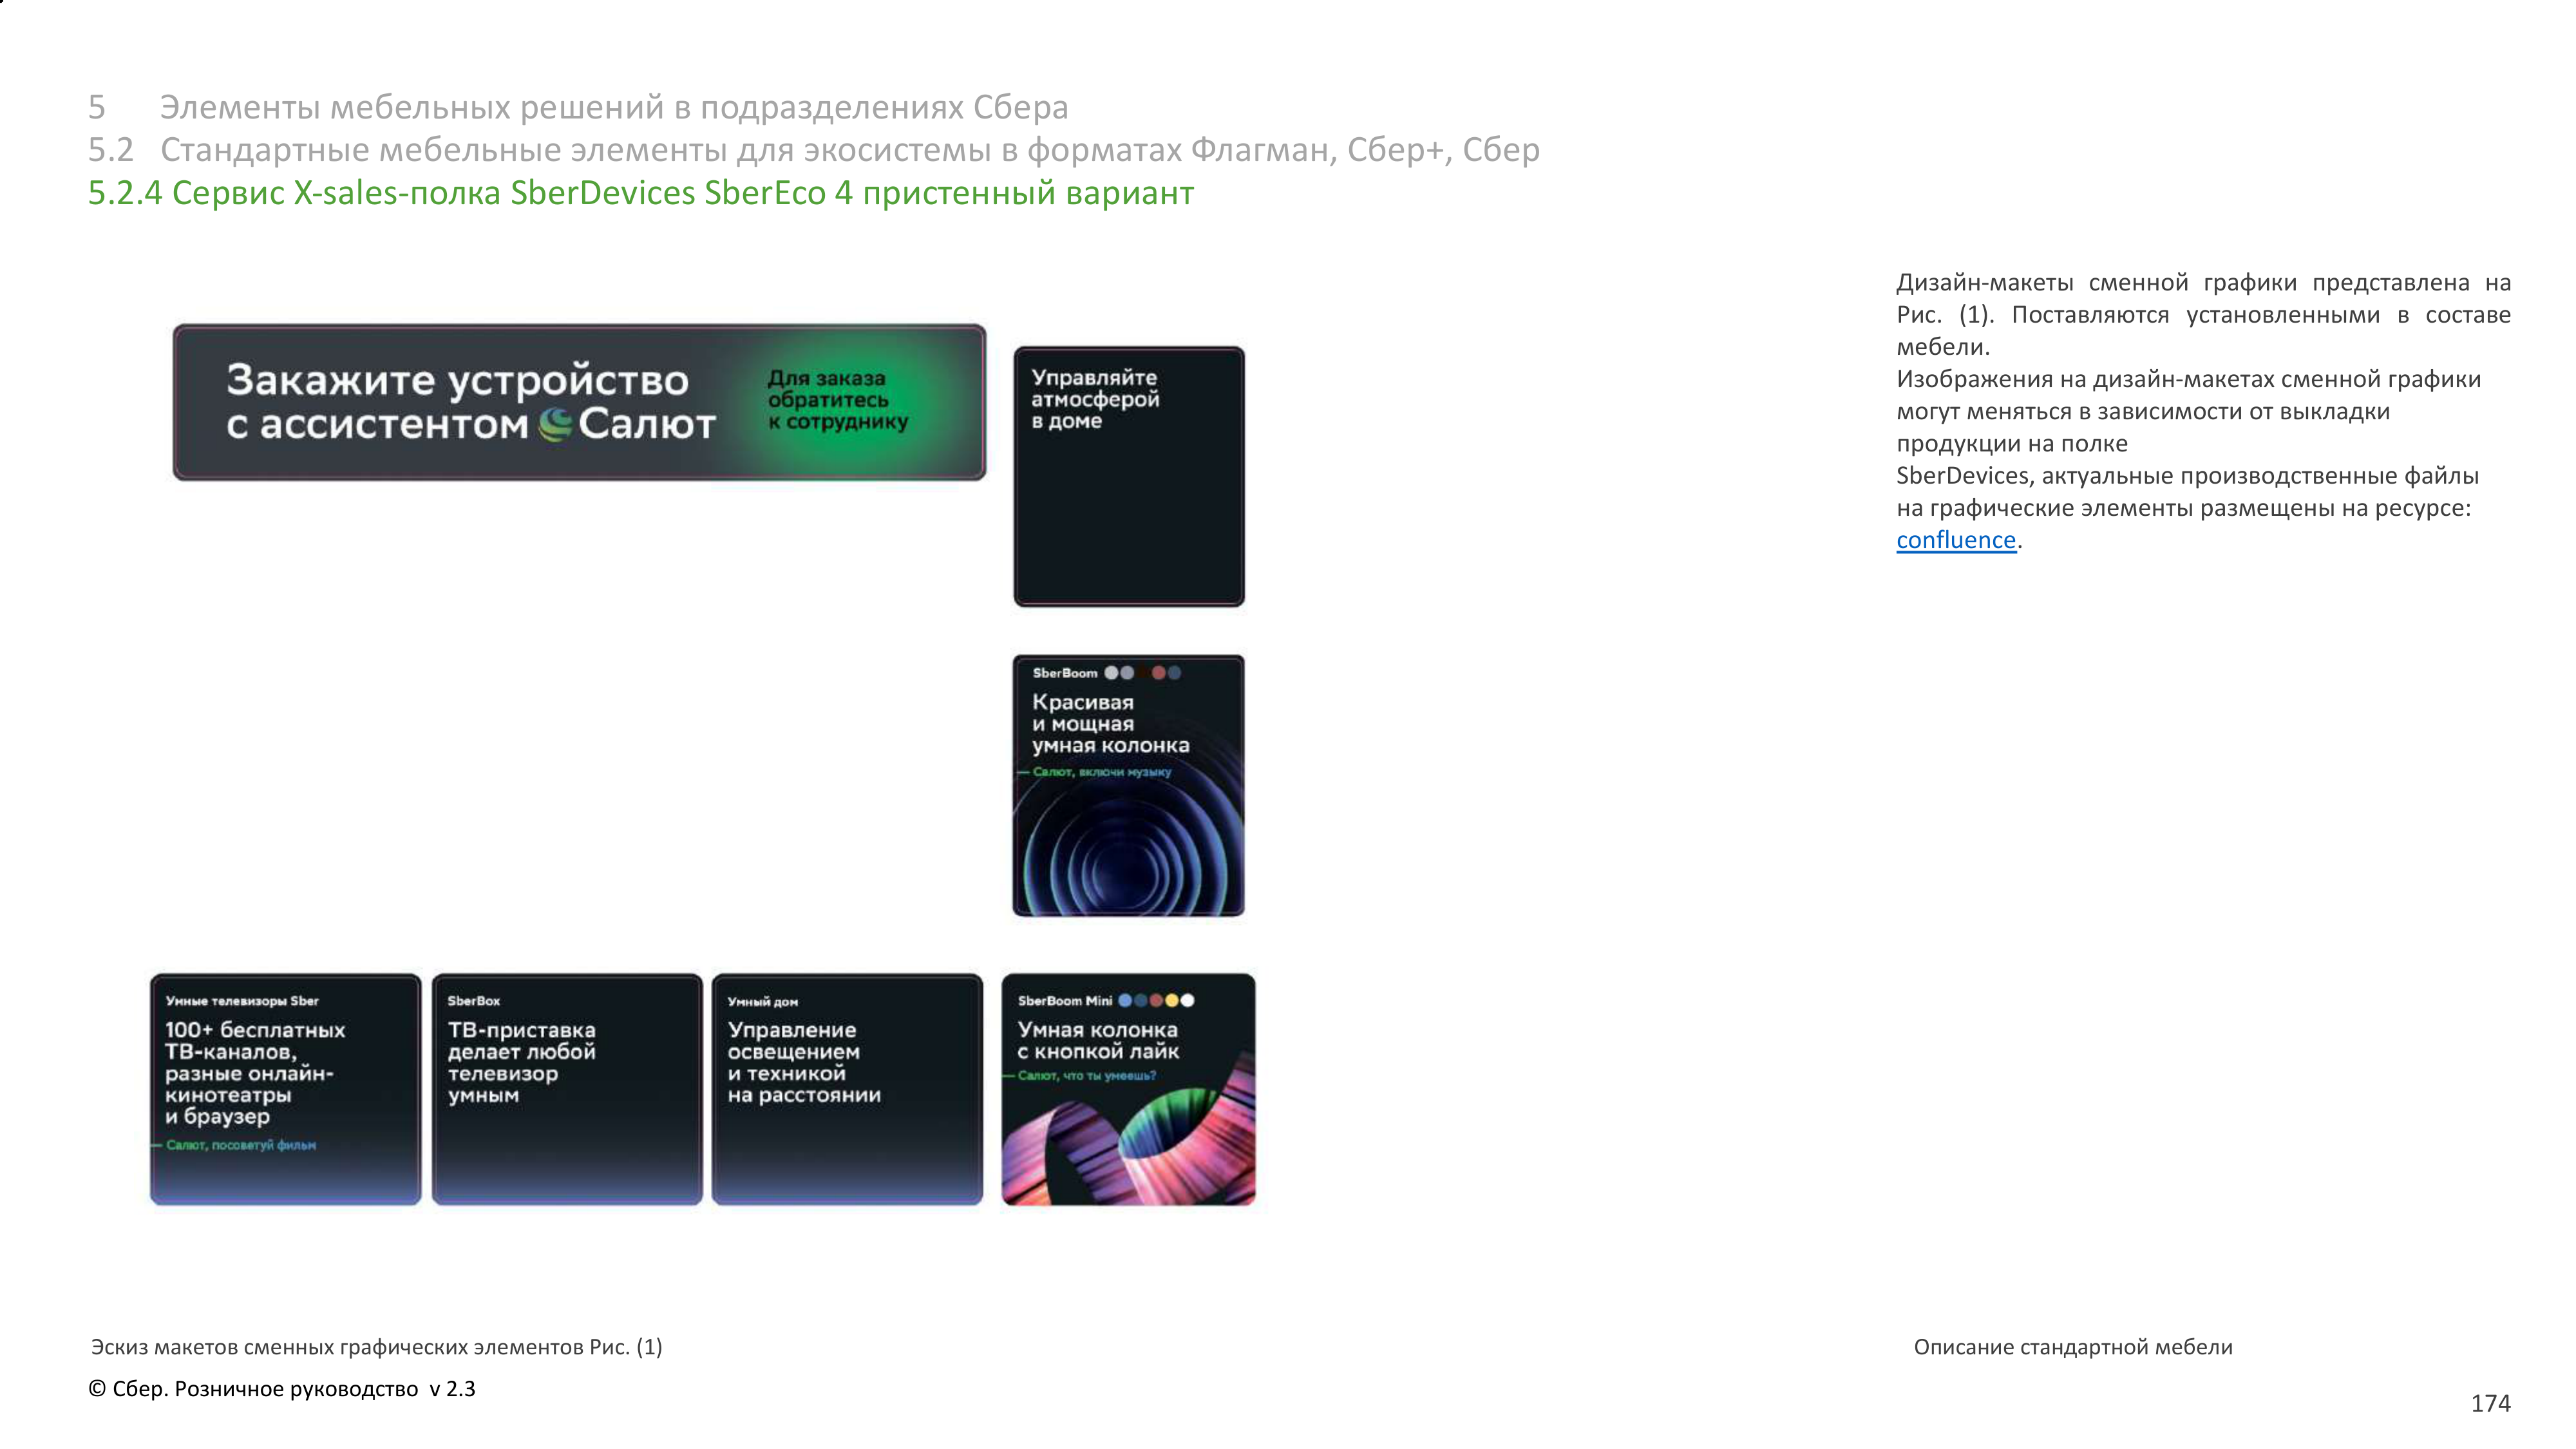 5 Элементы мебельных решений в подразделениях Сбера
5.2 Стандартные мебельные элементы для экосистемы в форматах Флагман, Сбер+, Сбер
5.2.4 Сервис X-sales-полка SberDevices SberEco 4 пристенный вариант
Закажите устройство
с ассистентом Салют
Для заказа
обратитесь
к сотруднику
Управляйте
атмосферой
в доме
SberBoom
Красивая
и мощная
умная колонка
— Салют, включи музыку
Умные телевизоры Sber
100+ бесплатных
ТВ-каналов,
разные онлайн-
кинотеатры
и браузер
— Салют, посоветуй фильм
SberBox
ТВ-приставка
делает любой
телевизор
умным
Умный дом
Управление
освещением
и техникой
на расстоянии
SberBoom Mini
Умная колонка
с кнопкой лайк
— Салют, что ты умеешь?
Дизайн-макеты сменной графики представлена на
Рис. (1). Поставляются установленными в составе
мебели.
Изображения на дизайн-макетах сменной графики
могут меняться в зависимости от выкладки
продукции на полке
SberDevices, актуальные производственные файлы
на графические элементы размещены на ресурсе:
confluence.
Эскиз макетов сменных графических элементов Рис. (1)
Описание стандартной мебели
© Сбер. Розничное руководство v 2.3
174